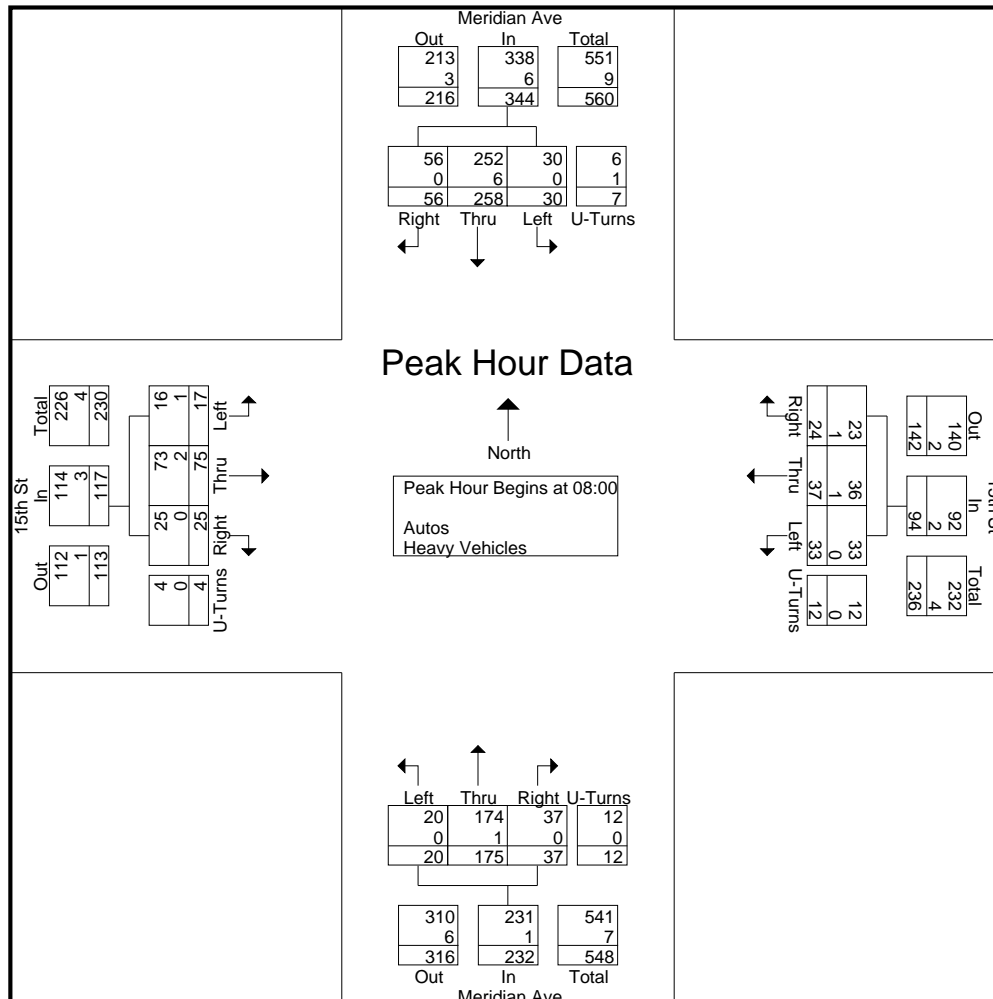 Meridian Ave
Out In Total
213 338 551
3 6 9
216 344 560
56 252 30 6
0 6 0 1
56 258 30 7
Right Thru Left U-Turns
Peak Hour Data
North
Peak Hour Begins at 08:00
Autos
Heavy Vehicles
15th St
Total In Out
226 114 112
4 3 1
230 117 113
16 73 25 4
1 2 0 0
17 75 25 4
Left Thru Right U-Turns
Out In Total
140 92 232
2 2 4
142 94 236
23 36 33 12
1 1 0 0
24 37 33 12
Right Thru Left U-Turns
Left Thru Right U-Turns
20 174 37 12
0 1 0 0
20 175 37 12
310 231 541
6 1 7
316 232 548
Out In Total
Meridian Ave